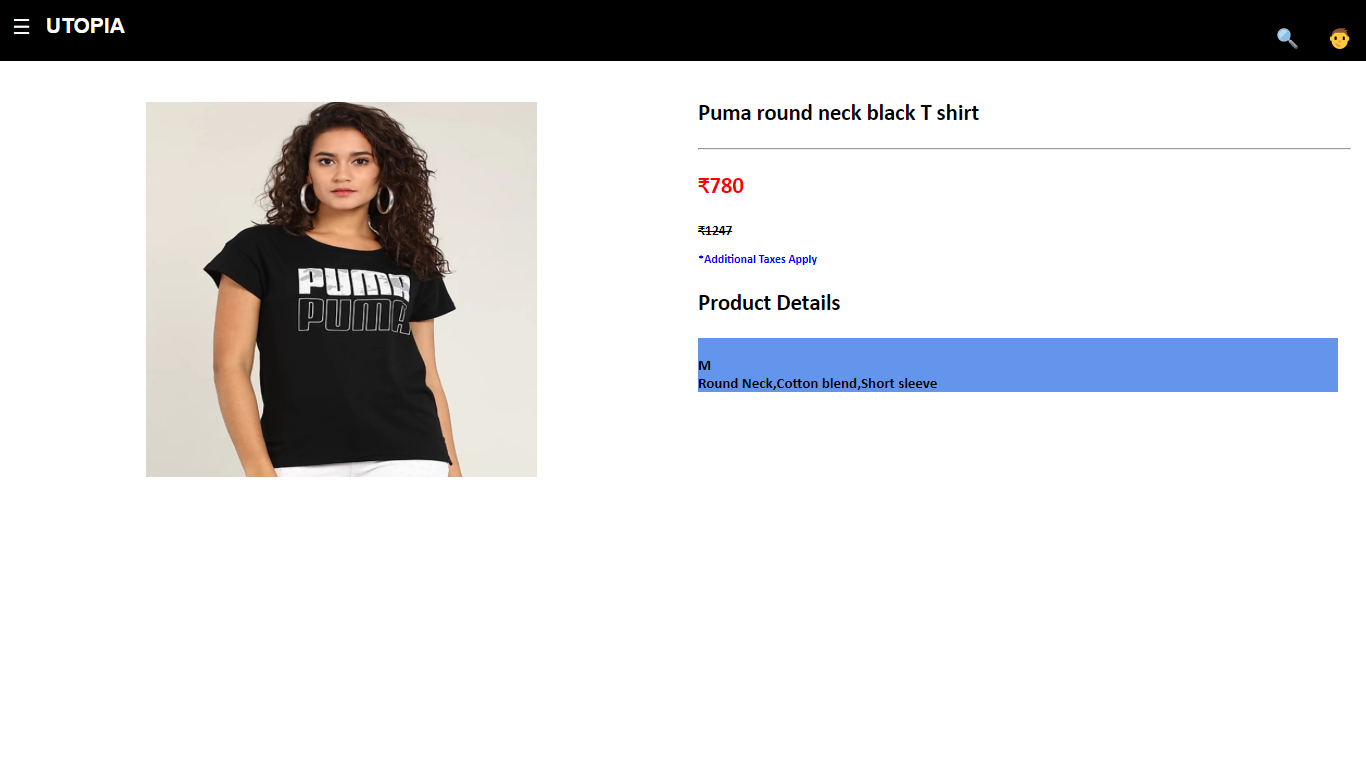 ☰ UTOPIA
PUMA
PUMA
Puma round neck black T shirt
₹780
₹1247
*Additional Taxes Apply
Product Details
M
Round Neck,Cotton blend,Short sleeve